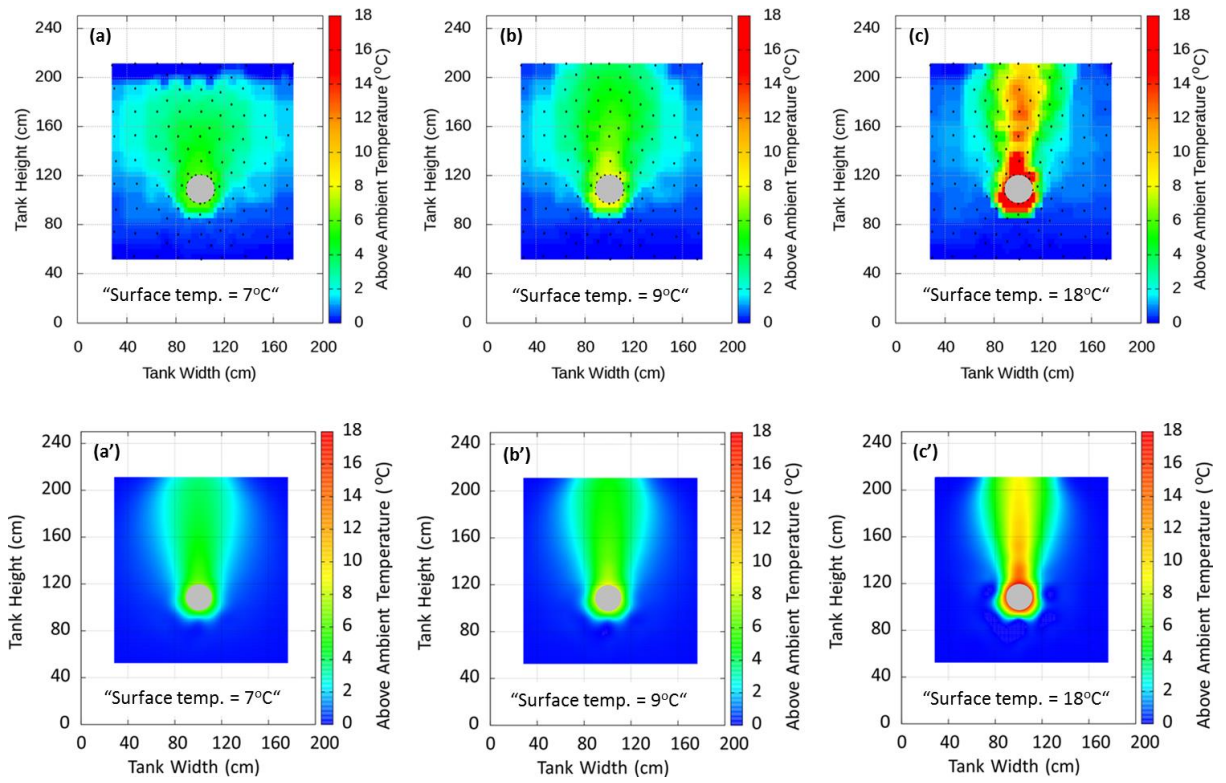 (a)
240
200
160
120
80
40
0
Tank Height (cm)
"Surface temp. = 7°C"
0 40 80 120 160 200
Tank Width (cm)
18
16
14
12
10
8
6
4
2
0
Above Ambient Temperature (°C)
(b)
240
200
160
120
80
40
0
Tank Height (cm)
"Surface temp. = 9°C"
0 40 80 120 160 200
Tank Width (cm)
18
16
14
12
10
8
6
4
2
0
Above Ambient Temperature (°C)
(c)
240
200
160
120
80
40
0
Tank Height (cm)
"Surface temp. = 18°C"
0 40 80 120 160 200
Tank Width (cm)
18
16
14
12
10
8
6
4
2
0
Above Ambient Temperature (°C)
(a')
240
200
160
120
80
40
0
Tank Height (cm)
"Surface temp. = 7°C"
0 40 80 120 160 200
Tank Width (cm)
18
16
14
12
10
8
6
4
2
0
Above Ambient Temperature (°C)
(b')
240
200
160
120
80
40
0
Tank Height (cm)
"Surface temp. = 9°C"
0 40 80 120 160 200
Tank Width (cm)
18
16
14
12
10
8
6
4
2
0
Above Ambient Temperature (°C)
(c')
240
200
160
120
80
40
0
Tank Height (cm)
"Surface temp. = 18°C"
0 40 80 120 160 200
Tank Width (cm)
18
16
14
12
10
8
6
4
2
0
Above Ambient Temperature (°C)